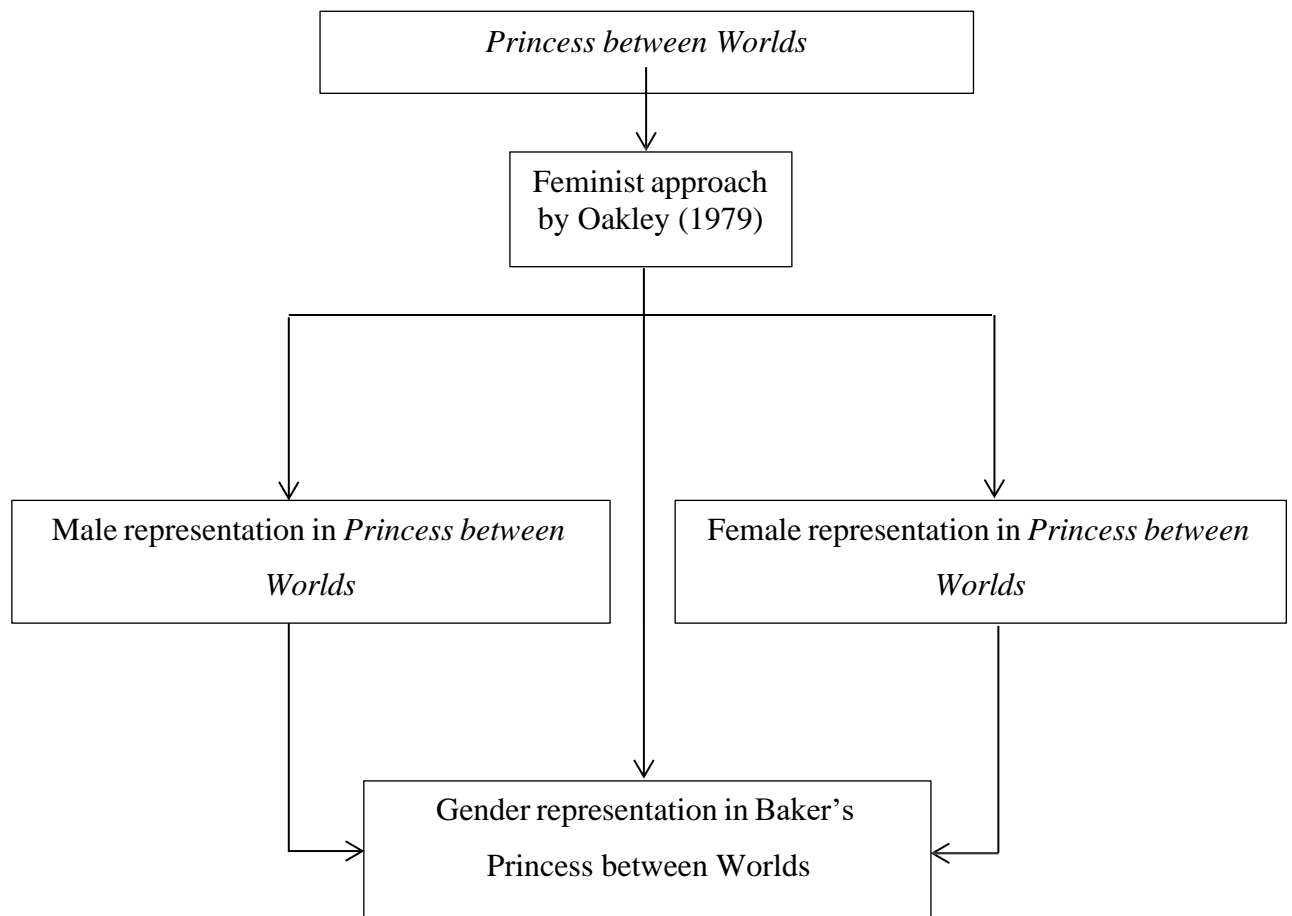 Princess between Worlds
Feminist approach
by Oakley (1979)
Male representation in Princess between
Worlds
Female representation in Princess between
Worlds
Gender representation in Baker’s
Princess between Worlds